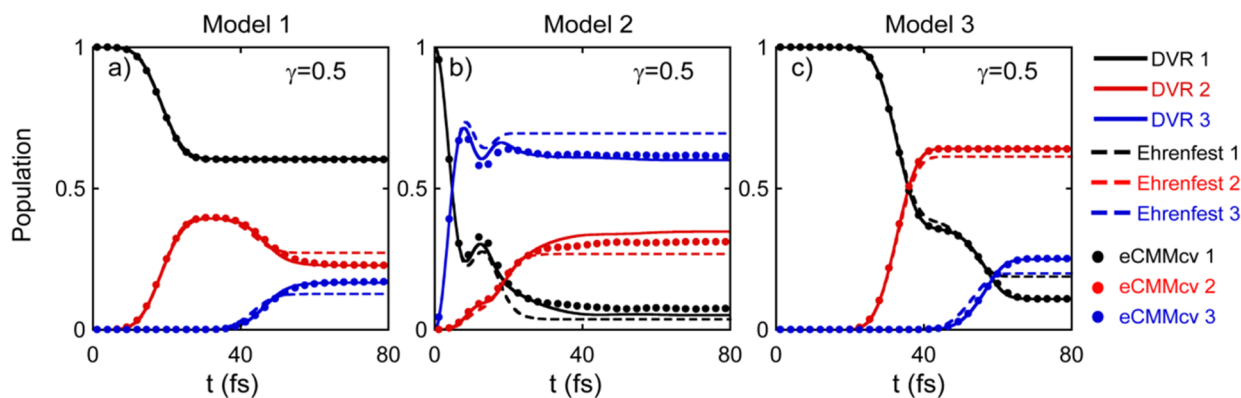 Model 1
Model 2
Model 3
Population
1
0.5
0
a)
γ=0.5
0
40
80
t (fs)
1
0.5
0
b)
γ=0.5
0
40
80
t (fs)
1
0.5
0
c)
γ=0.5
0
40
80
t (fs)
DVR 1
DVR 2
DVR 3
Ehrenfest 1
Ehrenfest 2
Ehrenfest 3
eCMMcv 1
eCMMcv 2
eCMMcv 3